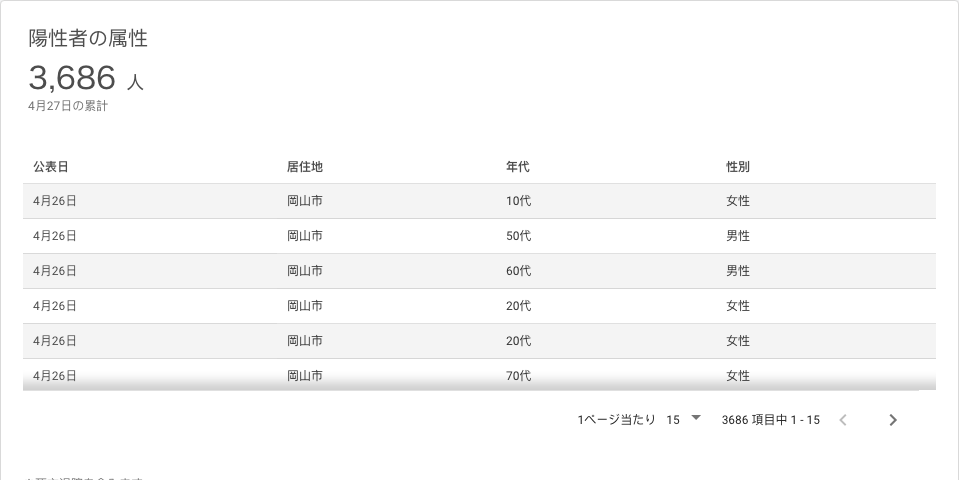 陽性者の属性
3,686 人
4月27日の累計
公表日 居住地 年代 性別
4月26日 岡山市 10代 女性
4月26日 岡山市 50代 男性
4月26日 岡山市 60代 男性
4月26日 岡山市 20代 女性
4月26日 岡山市 20代 女性
4月26日 岡山市 70代 女性
1ページ当たり 15 3686 項目中 1 - 15